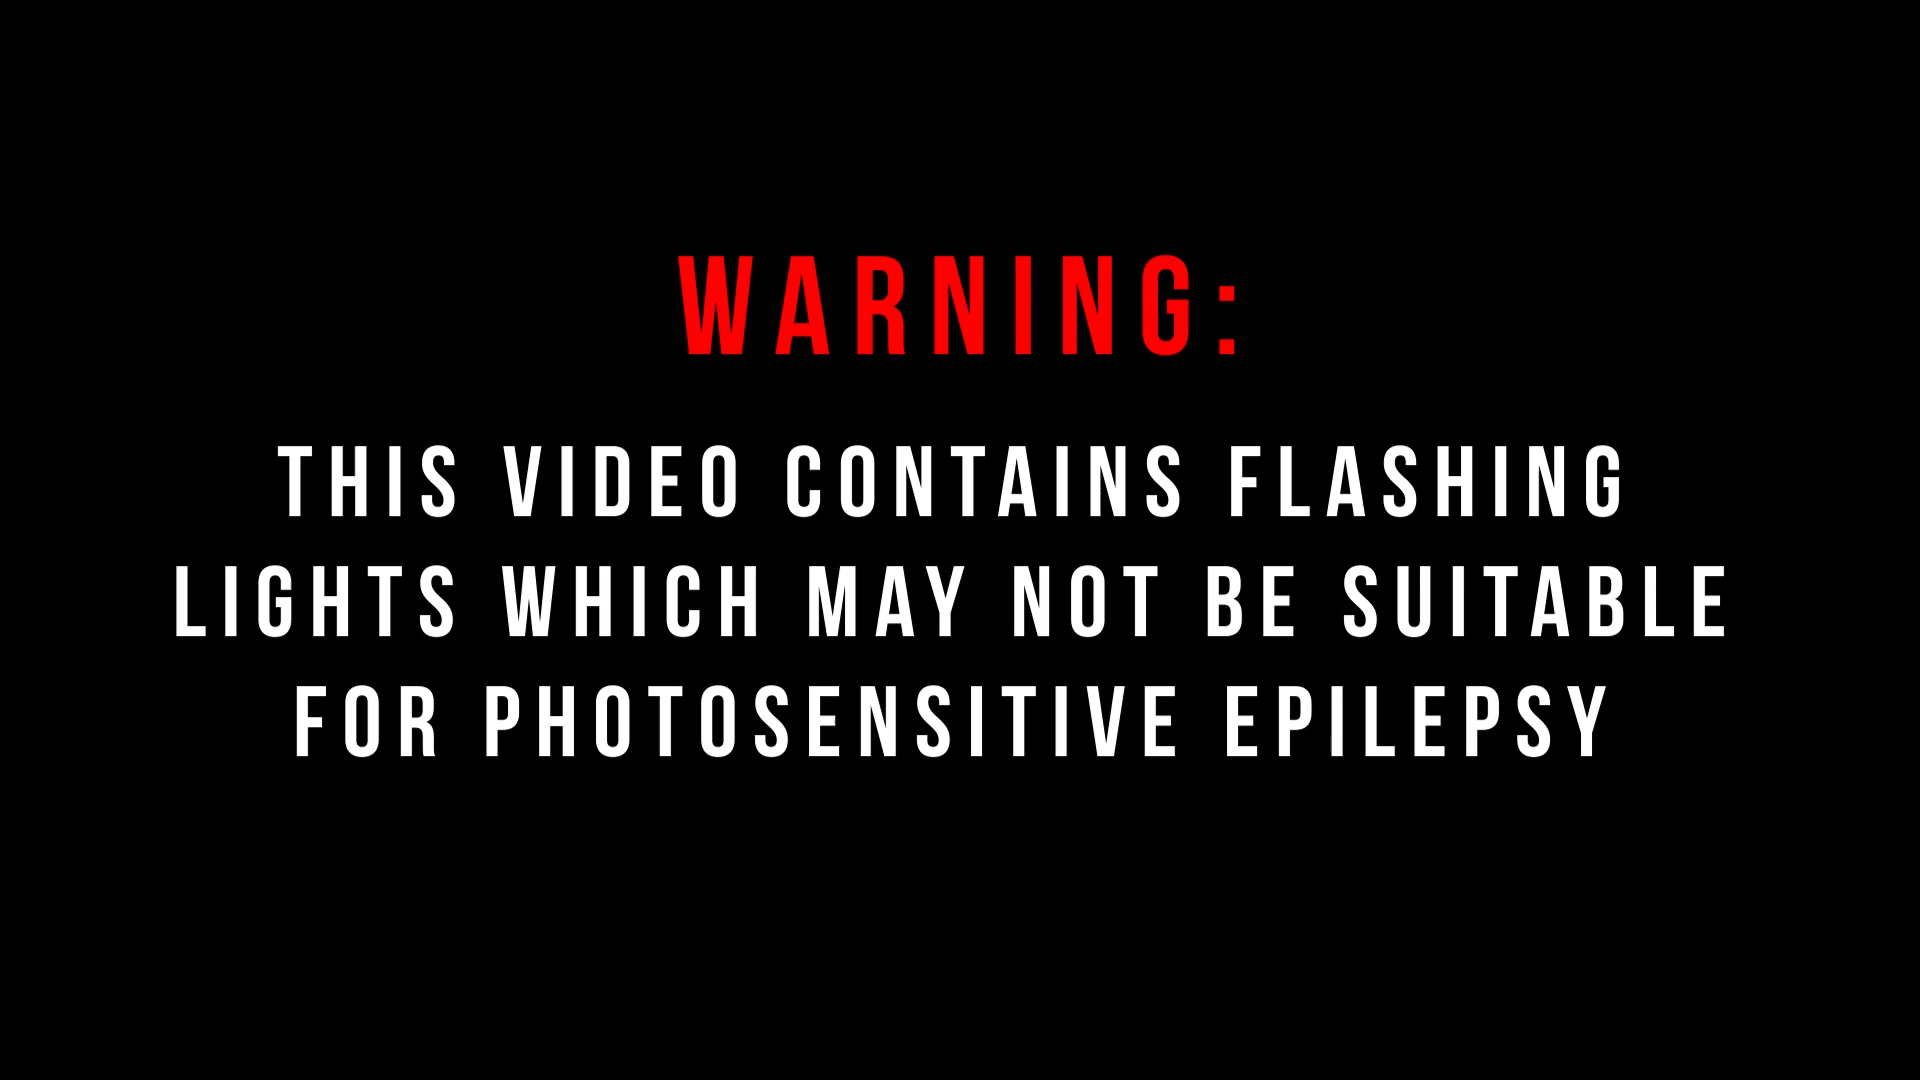 WARNING:
THIS VIDEO CONTAINS FLASHING
LIGHTS WHICH MAY NOT BE SUITABLE
FOR PHOTOSENSITIVE EPILEPSY